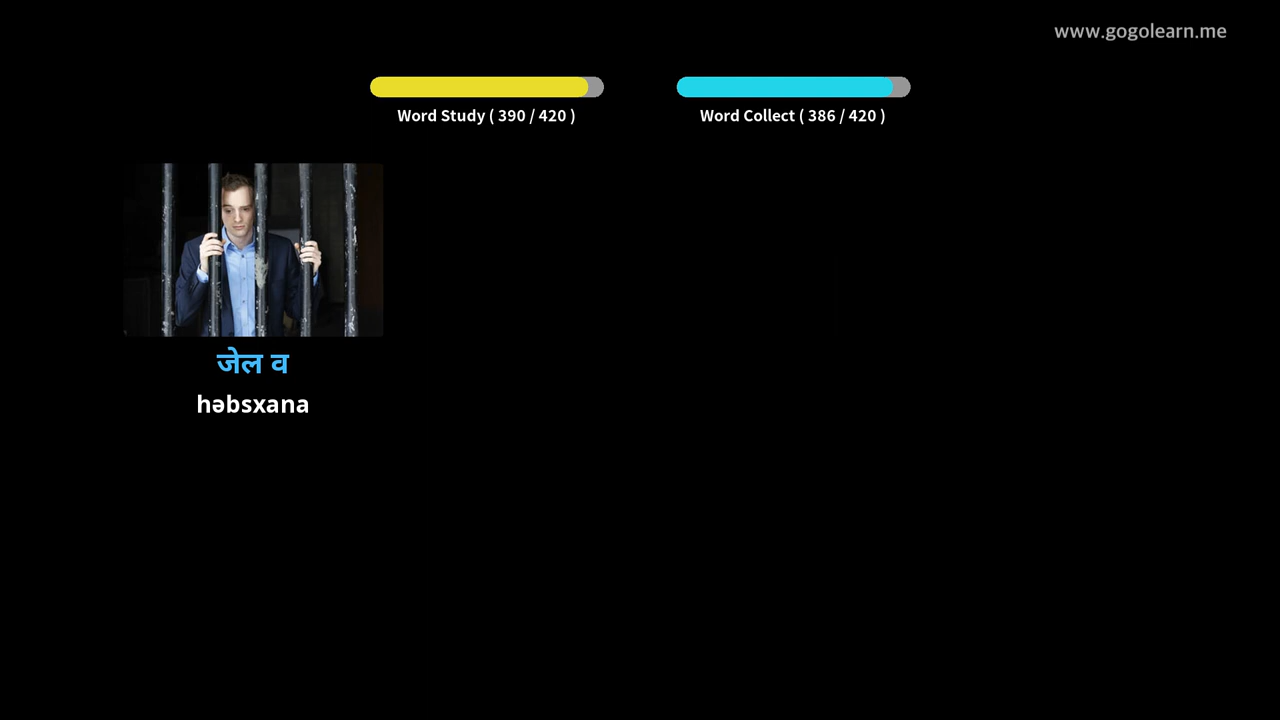 www.gogolearn.me
Word Study ( 390 / 420 )
Word Collect ( 386 / 420 )
जेल व
həbsxana